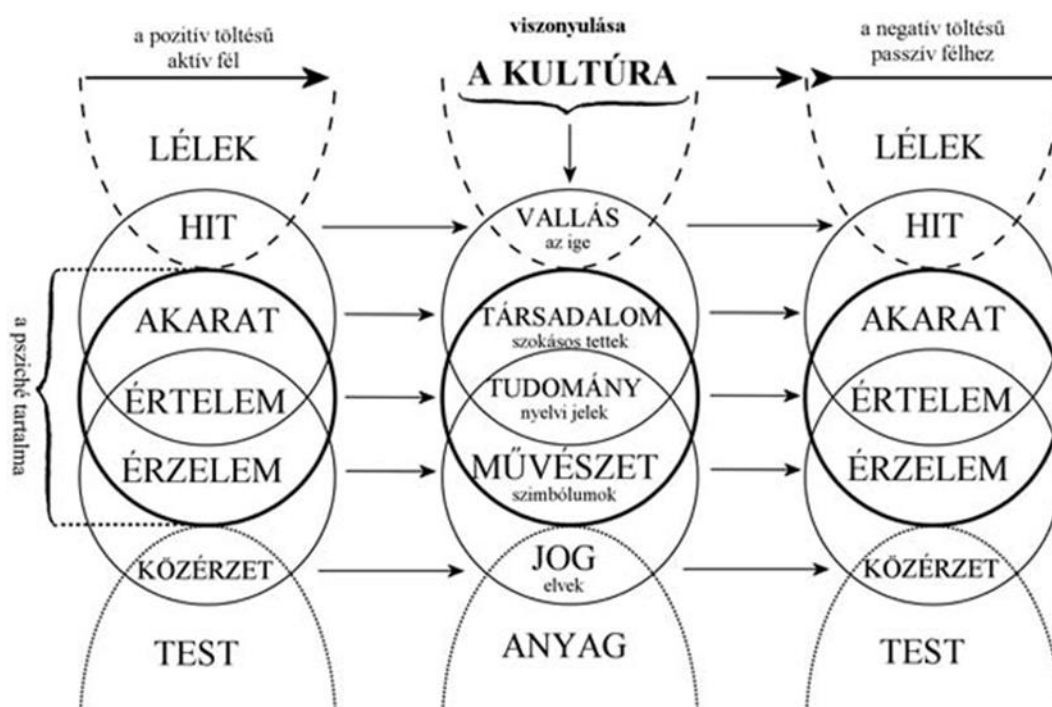 a pozitív töltésű
aktív fél
LÉLEK
HIT
AKARAT
ÉRTELEM
ÉRZELEM
KÖZÉRZET
TEST
a psziché tartalma
viszonyulása
A KULTÚRA
VALLÁS
az ige
TÁRSADALOM
szokásos tettek
TUDOMÁNY
nyelvi jelek
MŰVÉSZET
szimbólumok
JOG
elvek
ANYAG
a negatív töltésű
passzív félhez
LÉLEK
HIT
AKARAT
ÉRTELEM
ÉRZELEM
KÖZÉRZET
TEST